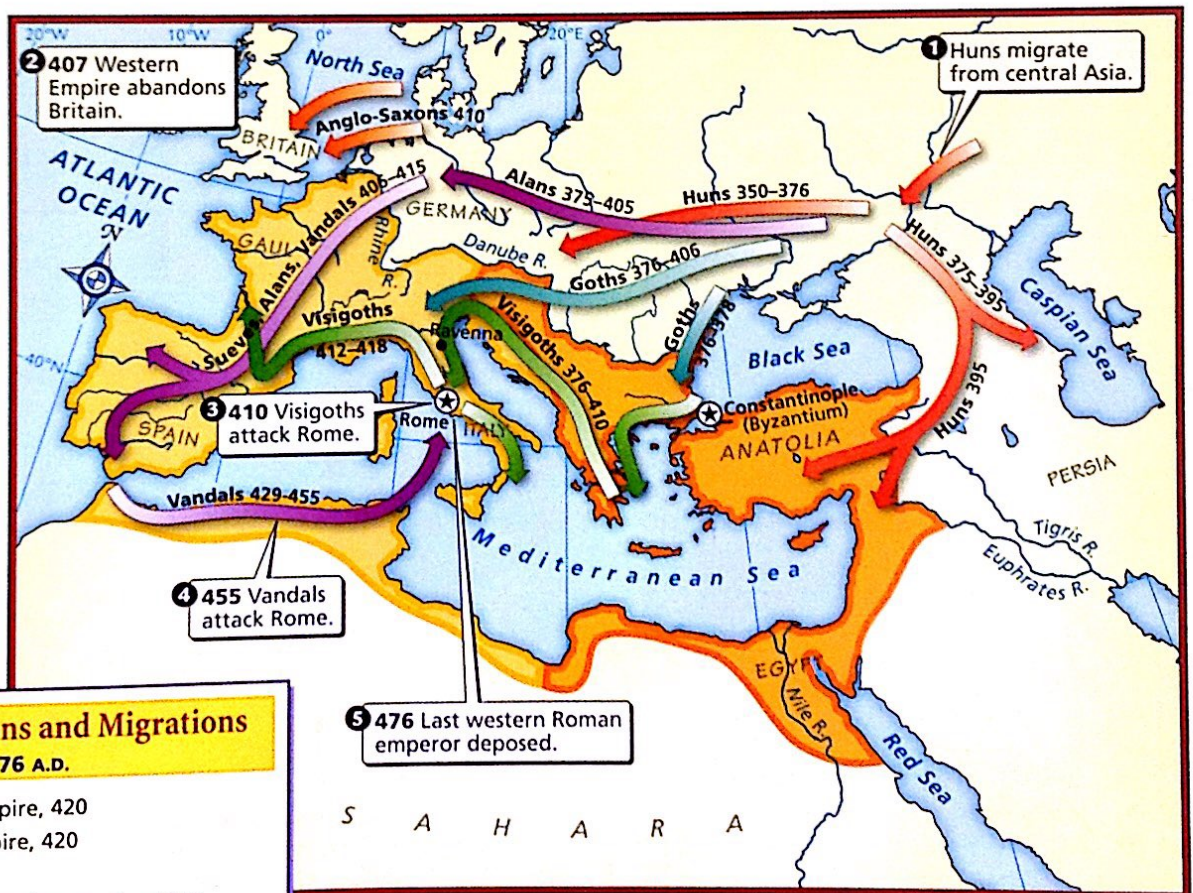 20°W
10°W
0°
20°E
2 407 Western
Empire abandons
Britain.
North Sea
1 Huns migrate
from central Asia.
Anglo-Saxons 410
BRITAIN
ATLANTIC
OCEAN
N
Suevi, Alans, Vandals 406–415
GERMANY
Alans 375–405
Huns 350–376
GAUL
Rhine
R.
Danube R.
Goths 376–406
Huns 375–395
Goths
376–378
Caspian Sea
Visigoths
412–418
Ravenna
Visigoths 376–410
Black Sea
40°N
Huns 395
3 410 Visigoths
attack Rome.
SPAIN
Rome
ITALY
Constantinople
(Byzantium)
ANATOLIA
PERSIA
Vandals 429-455
Mediterranean Sea
Tigris R.
Euphrates R.
4 455 Vandals
attack Rome.
EGYPT
Nile R.
5 476 Last western Roman
emperor deposed.
Red Sea
SAHARA
ns and Migrations
76 A.D.
pire, 420
ire, 420